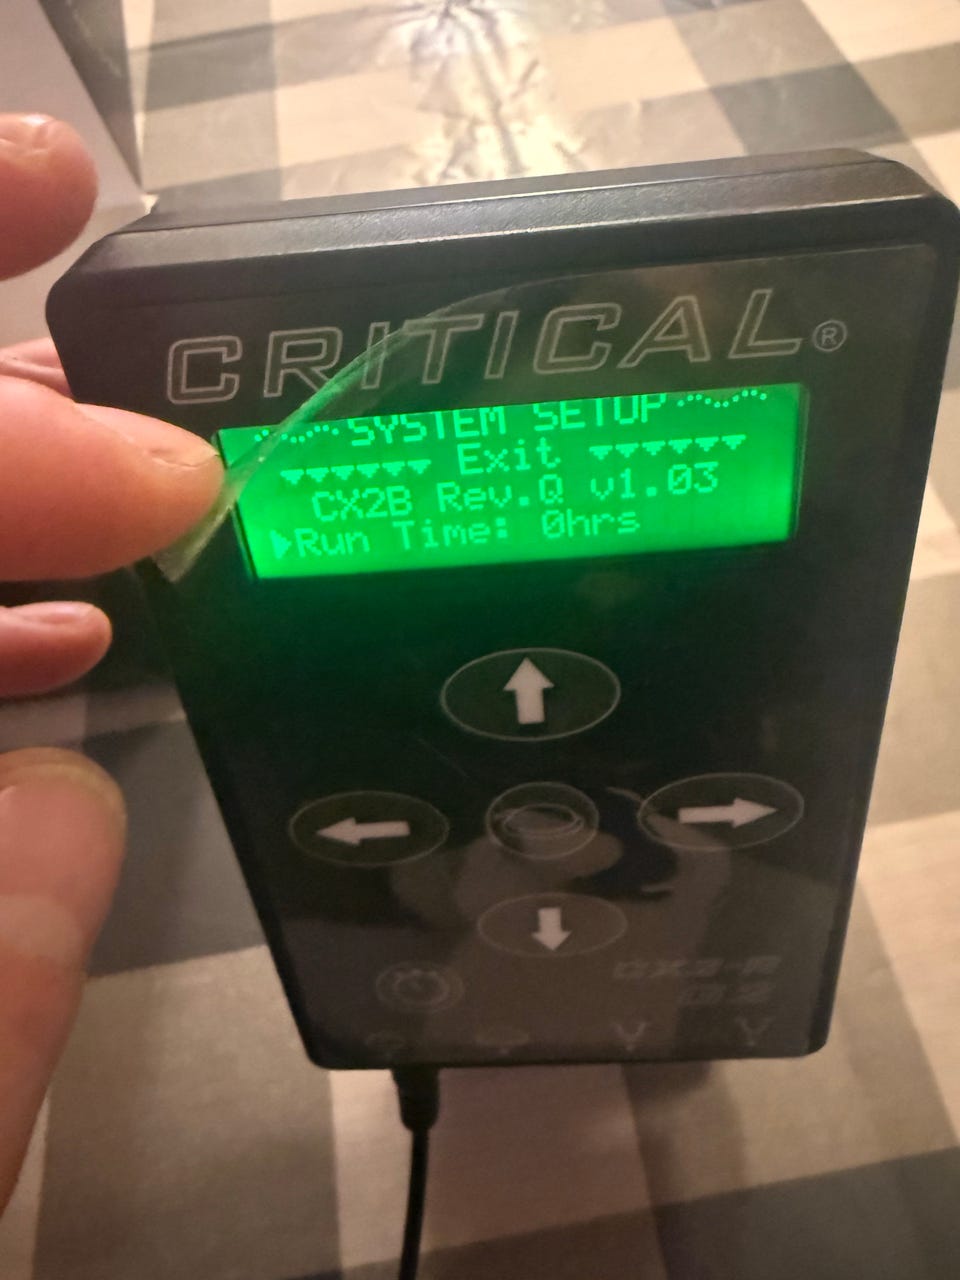 CRITICAL®
SYSTEM SETUP
Exit
CX2B Rev.Q v1.03
Run Time: 0hrs